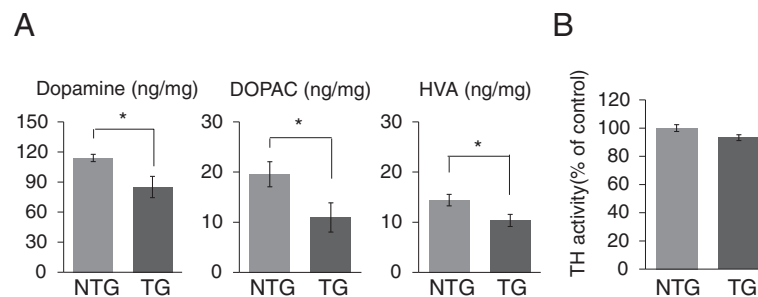 A
B
Dopamine (ng/mg)
150
120
90
60
30
0
*
NTG
TG
DOPAC (ng/mg)
30
20
10
0
*
NTG
TG
HVA (ng/mg)
30
20
10
0
*
NTG
TG
TH activity(% of control)
120
100
80
60
40
20
0
NTG
TG